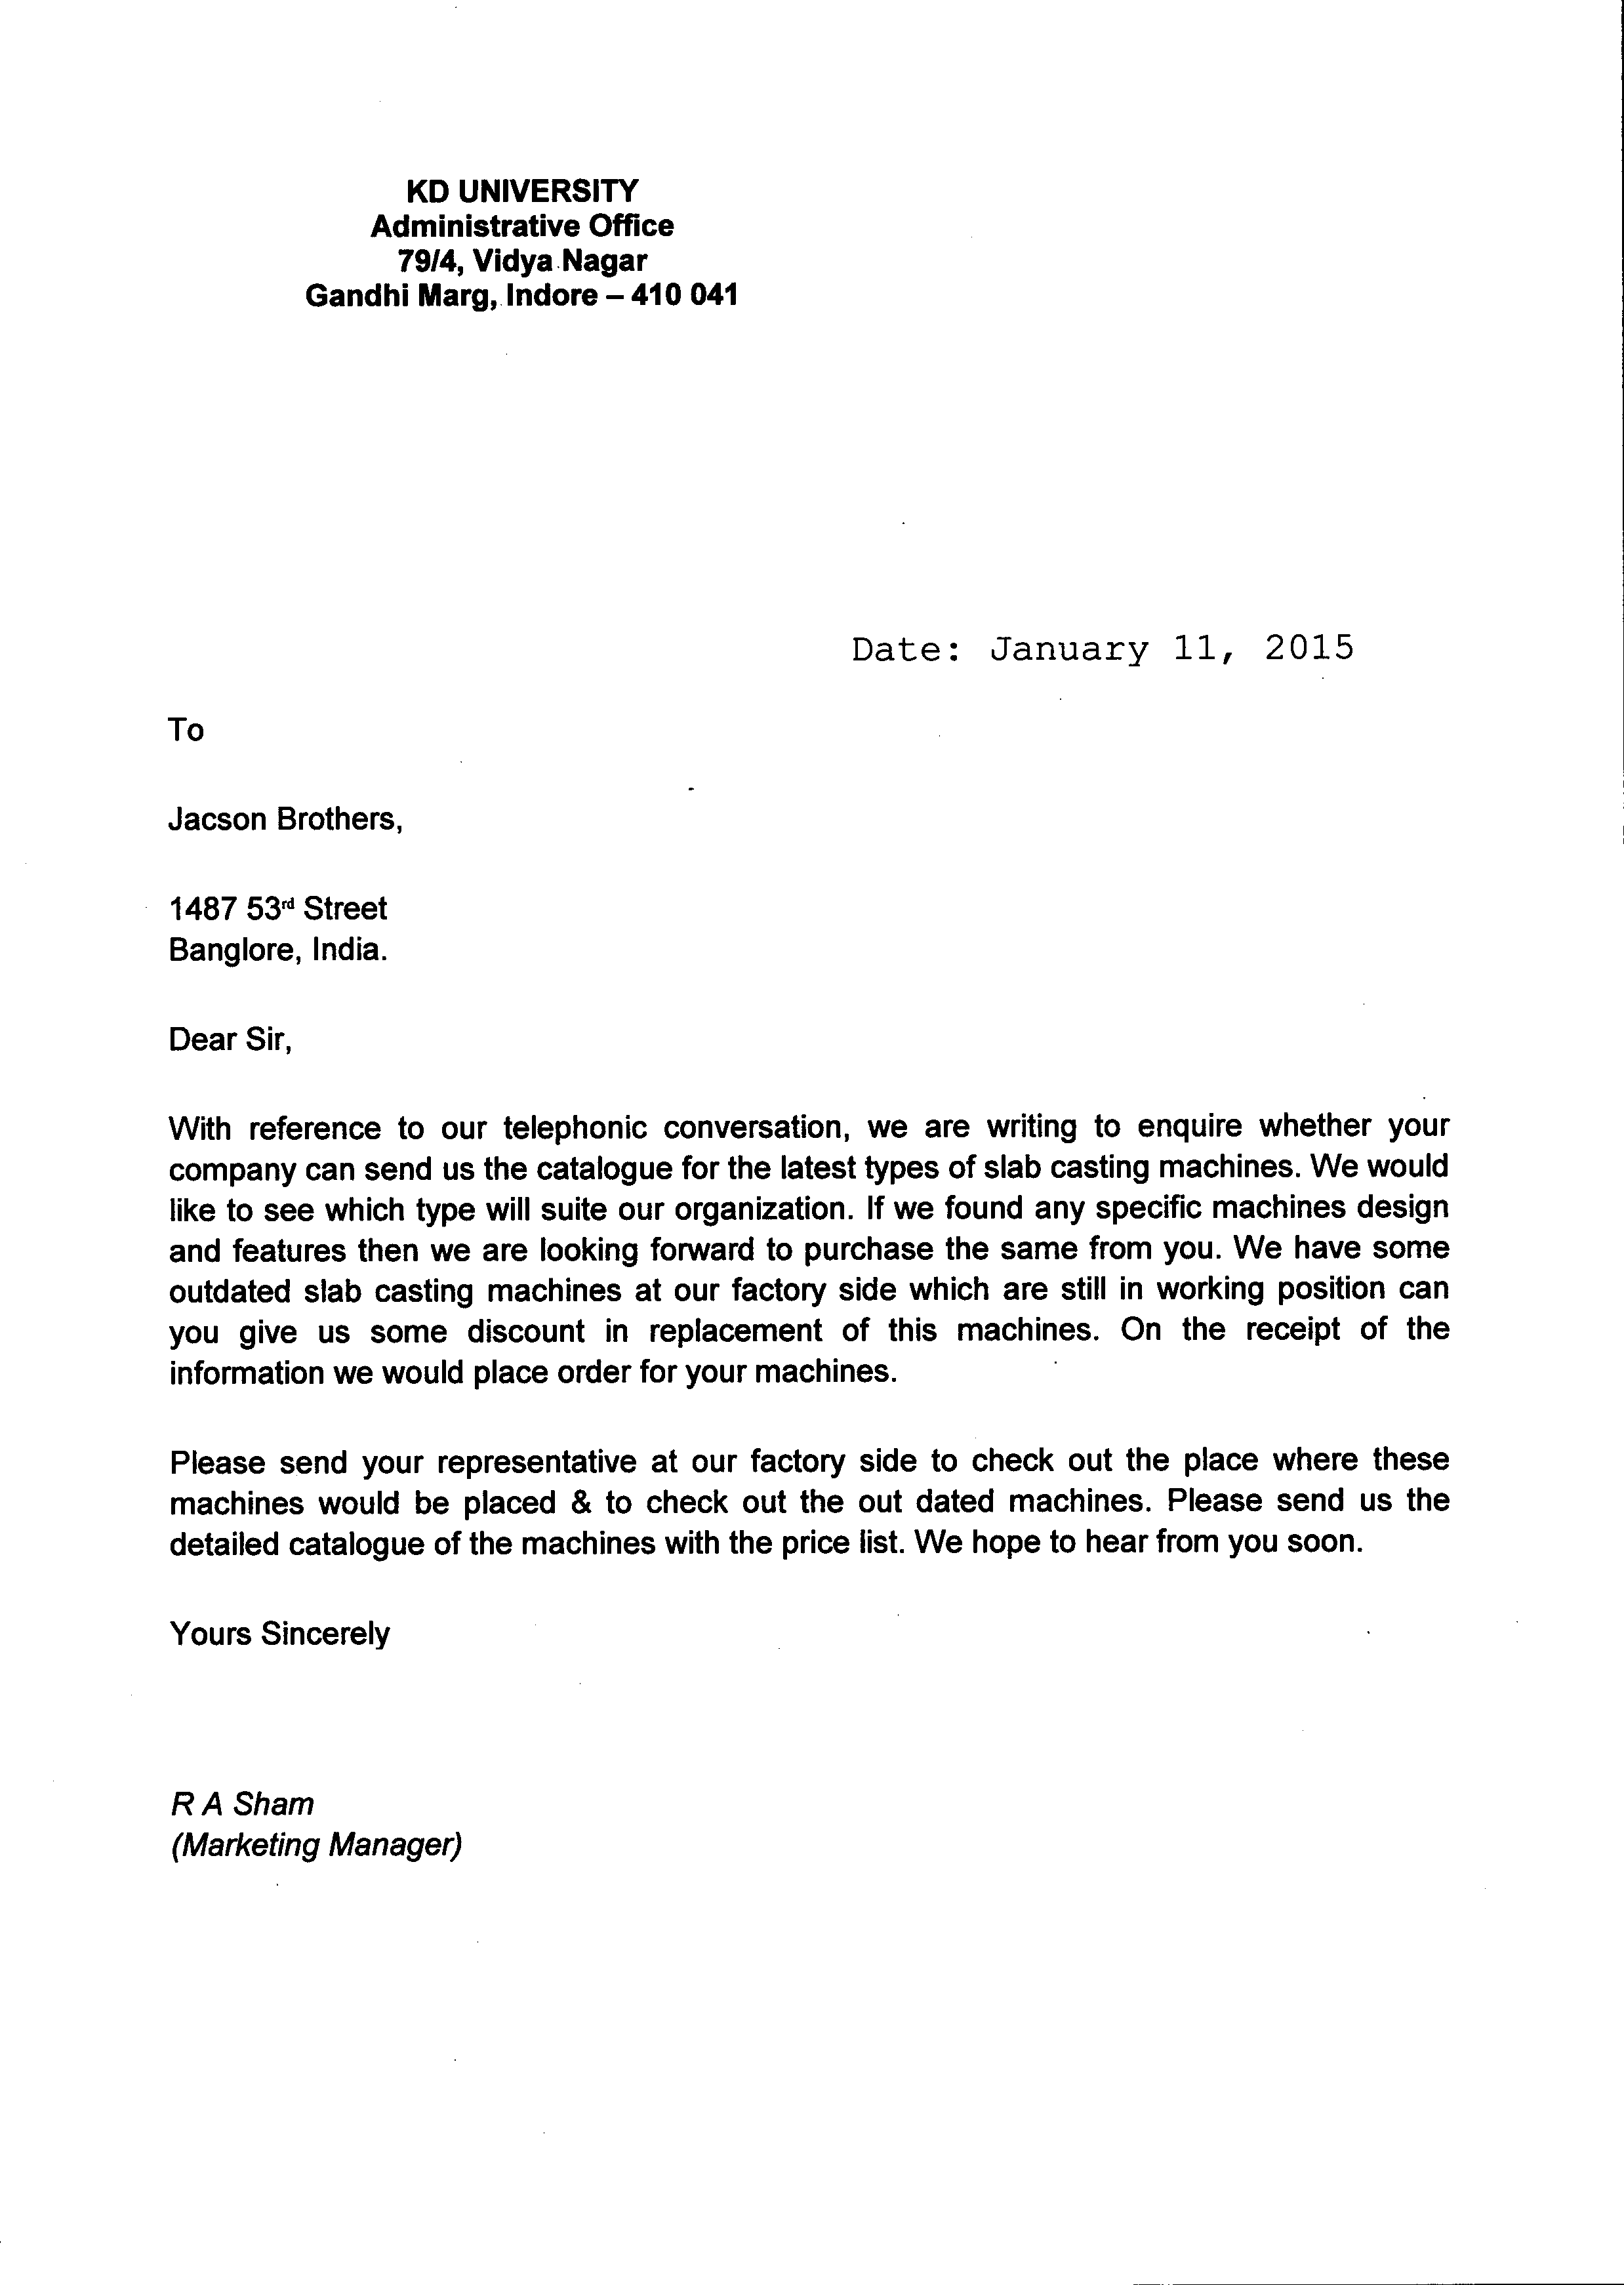 KD UNIVERSITY
Administrative Office
79/4, Vidya Nagar
Gandhi Marg, Indore – 410 041
Date: January 11, 2015
To
Jacson Brothers,
1487 53rd Street
Banglore, India.
Dear Sir,
With reference to our telephonic conversation, we are writing to enquire whether your
company can send us the catalogue for the latest types of slab casting machines. We would
like to see which type will suite our organization. If we found any specific machines design
and features then we are looking forward to purchase the same from you. We have some
outdated slab casting machines at our factory side which are still in working position can
you give us some discount in replacement of this machines. On the receipt of the
information we would place order for your machines.
Please send your representative at our factory side to check out the place where these
machines would be placed & to check out the out dated machines. Please send us the
detailed catalogue of the machines with the price list. We hope to hear from you soon.
Yours Sincerely
R A Sham
(Marketing Manager)